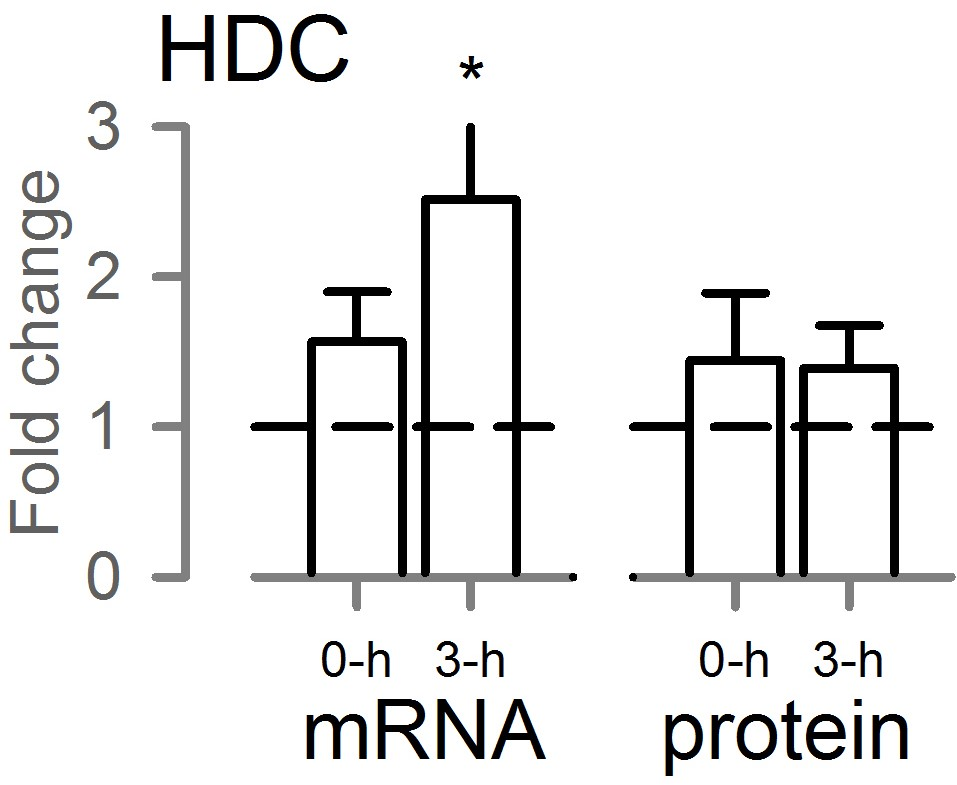 HDC
*
Fold change
3
2
1
0
0-h 3-h 0-h 3-h
mRNA protein